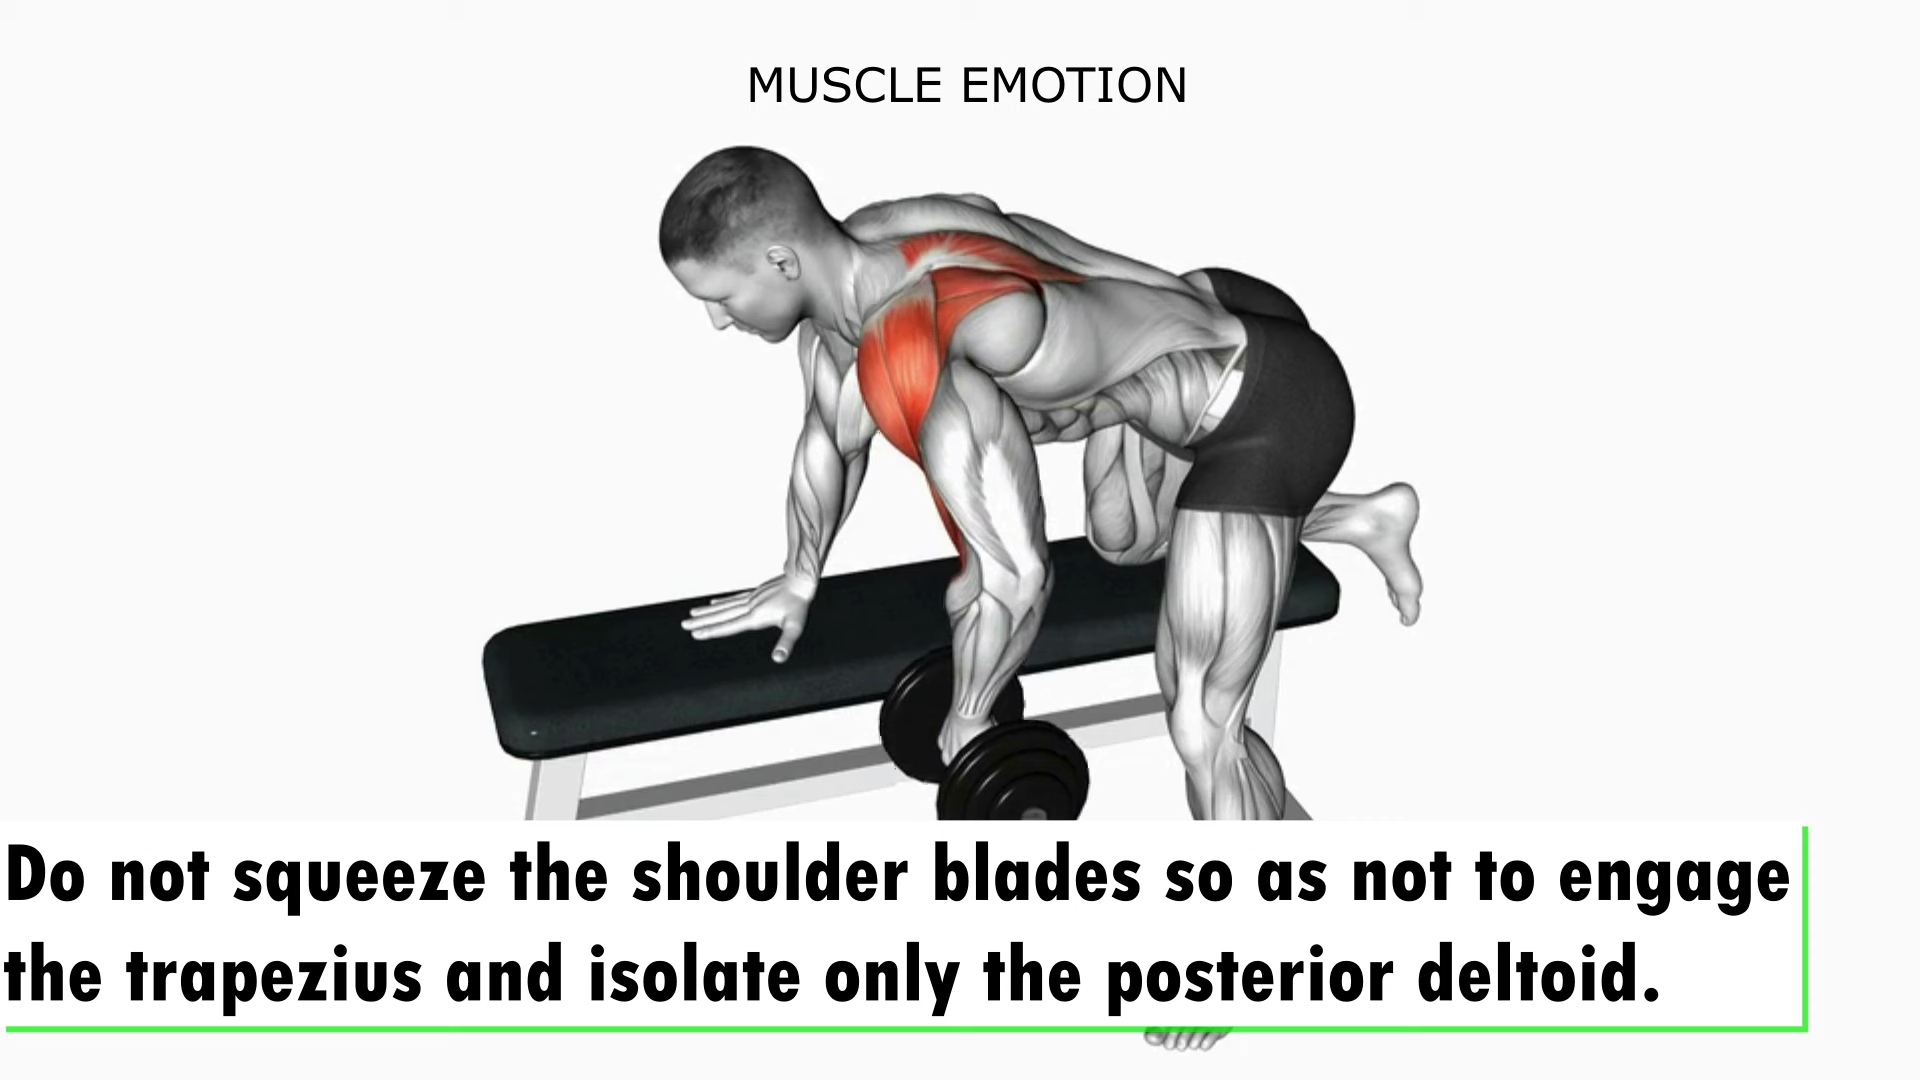 MUSCLE EMOTION
Do not squeeze the shoulder blades so as not to engage
the trapezius and isolate only the posterior deltoid.